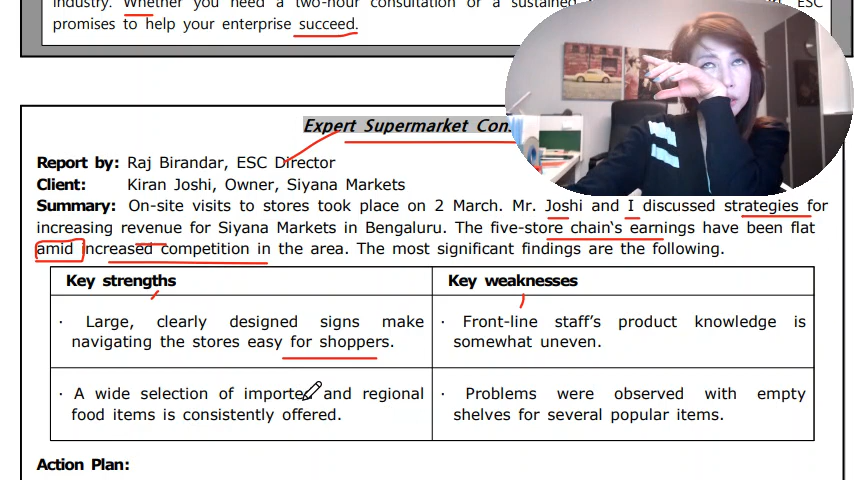 industry. Whether you need a two-hour consultation or a sustained ESC
promises to help your enterprise succeed.
Expert Supermarket
Report by: Raj Birandar, ESC Director
Client: Kiran Joshi, Owner, Siyana Markets
Summary: On-site visits to stores took place on 2 March. Mr. Joshi and I discussed strategies for
increasing revenue for Siyana Markets in Bengaluru. The five-store chain's earnings have been flat
amid increased competition in the area. The most significant findings are the following.
Key strengths
Key weaknesses
· Large, clearly designed signs make
navigating the stores easy for shoppers.
· Front-line staff's product knowledge is
somewhat uneven.
· A wide selection of imported and regional
food items is consistently offered.
· Problems were observed with empty
shelves for several popular items.
Action Plan: